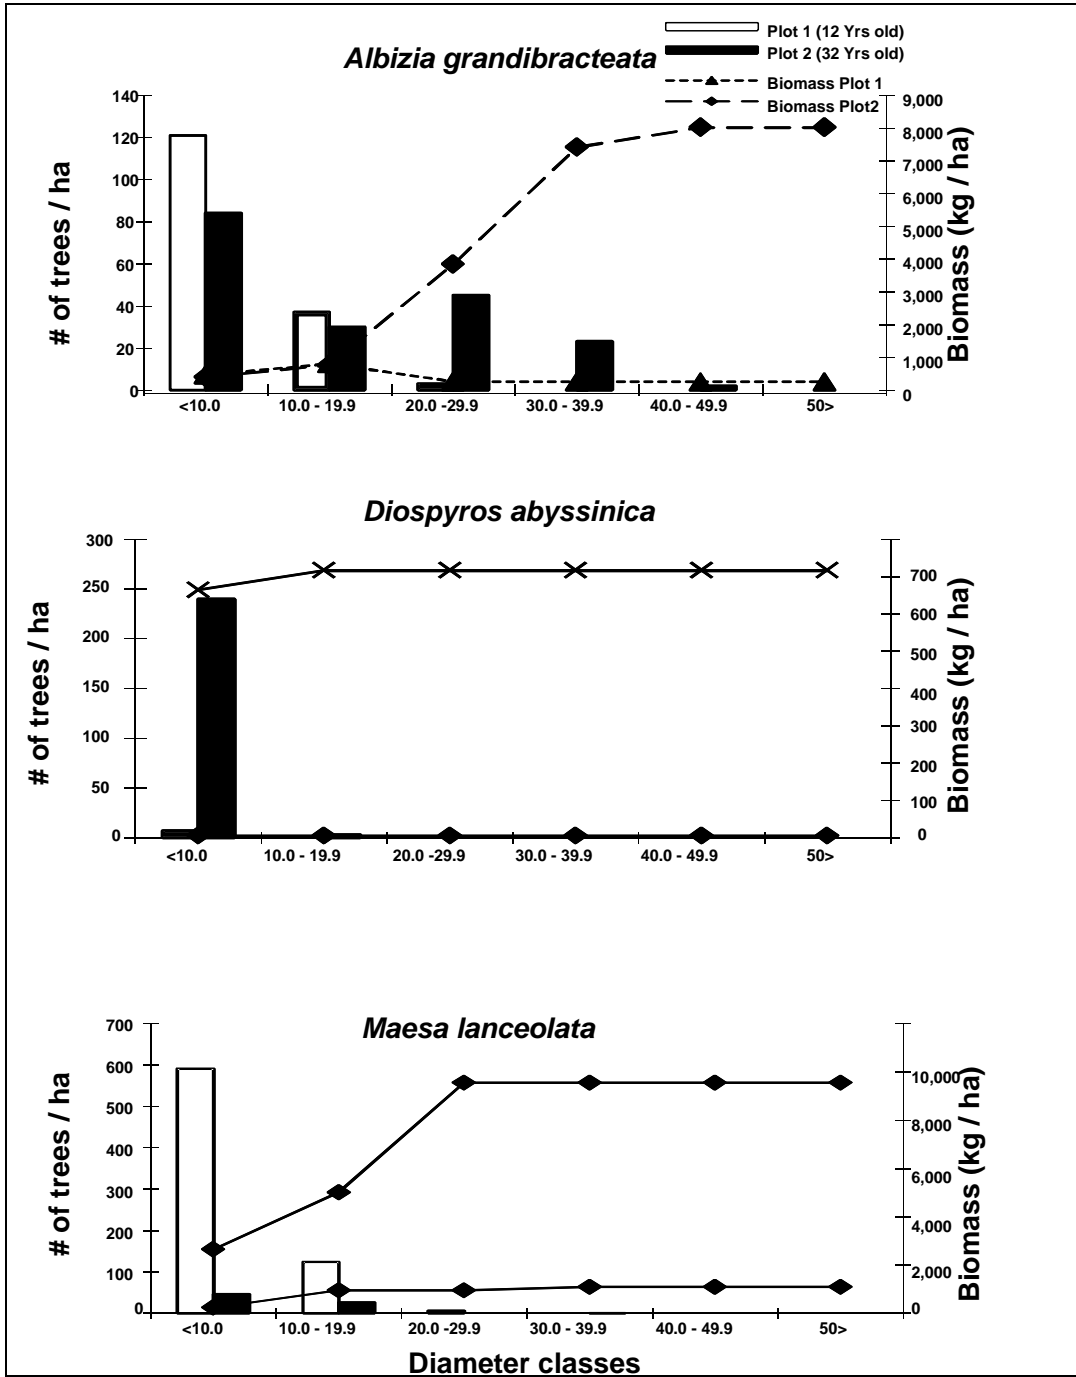 Plot 1 (12 Yrs old)
Plot 2 (32 Yrs old)
Albizia grandibracteata
Biomass Plot 1
Biomass Plot2
# of trees / ha
140
120
100
80
60
40
20
0
9,000
8,000
7,000
6,000
5,000
4,000
3,000
2,000
1,000
0
Biomass (kg / ha)
<10.0 10.0 - 19.9 20.0 -29.9 30.0 - 39.9 40.0 - 49.9 50>
Diospyros abyssinica
# of trees / ha
300
250
200
150
100
50
0
700
600
500
400
300
200
100
0
Biomass (kg / ha)
<10.0 10.0 - 19.9 20.0 -29.9 30.0 - 39.9 40.0 - 49.9 50>
Maesa lanceolata
# of trees / ha
700
600
500
400
300
200
100
0
10,000
8,000
6,000
4,000
2,000
0
Biomass (kg / ha)
<10.0 10.0 - 19.9 20.0 -29.9 30.0 - 39.9 40.0 - 49.9 50>
Diameter classes